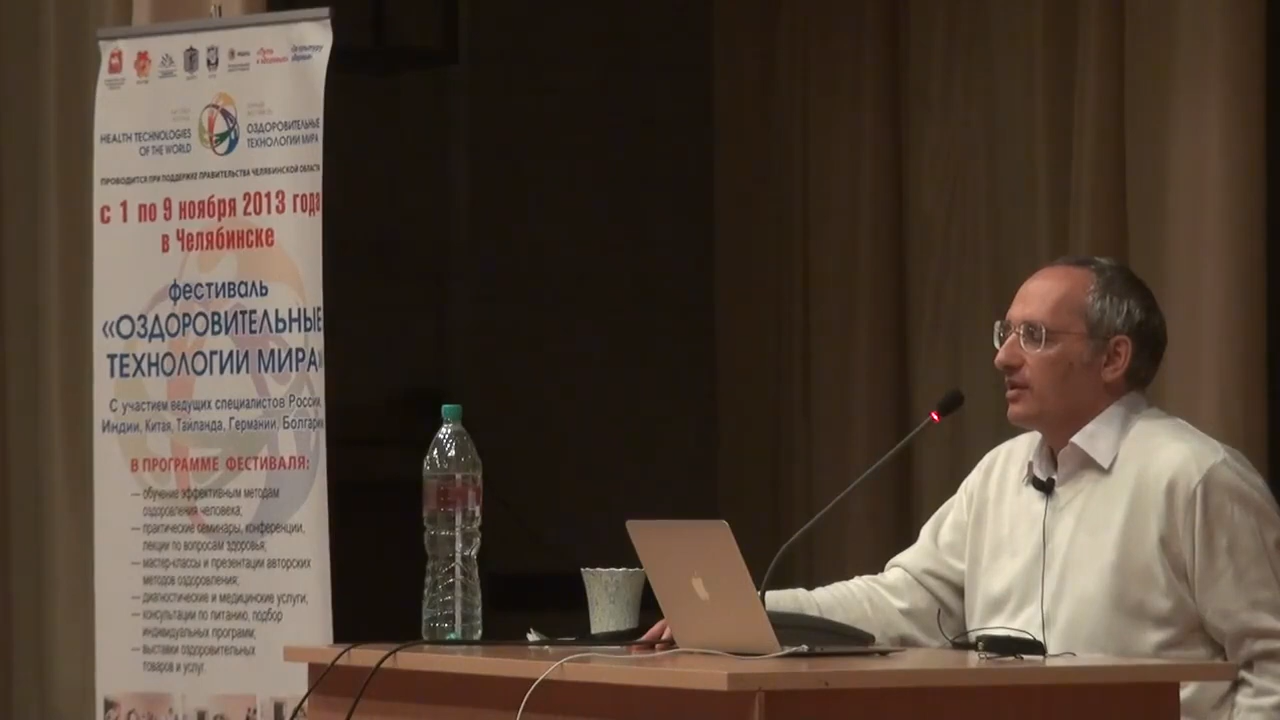 «Путь
HEALTH TECHNOLOGIES
OF THE WORLD
ОЗДОРОВИТЕЛЬНЫЕ
ТЕХНОЛОГИИ МИРА
ПРОВОДИТСЯ ПРИ ПОДДЕРЖКЕ ПРАВИТЕЛЬСТВА ЧЕЛЯБИНСКОЙ ОБЛАСТИ
с 1 по 9 ноября 2013 года
в Челябинске
фестиваль
«ОЗДОРОВИТЕЛЬНЫЕ
ТЕХНОЛОГИИ МИРА»
С участием ведущих специалистов России,
Индии, Китая, Тайланда, Германии, Болгарии
В ПРОГРАММЕ ФЕСТИВАЛЯ:
— обучение эффективным методам
оздоровления человека;
— практические семинары, конференции,
лекции по вопросам здоровья;
— мастер-классы и презентации авторских
методов оздоровления;
— диагностические и медицинские услуги,
— консультации по питанию, подбор
индивидуальных программ;
— выставки оздоровительных
товаров и услуг.